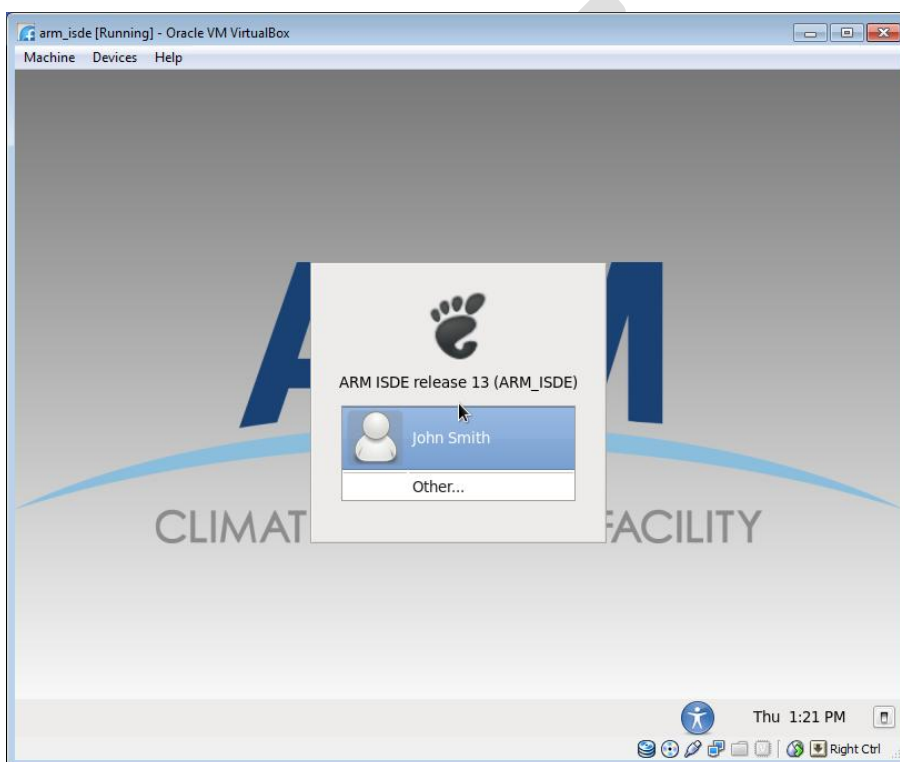 arm_isde [Running] - Oracle VM VirtualBox
Machine Devices Help
A M
ARM ISDE release 13 (ARM_ISDE)
John Smith
Other...
CLIMAT FACILITY
Thu 1:21 PM
Right Ctrl